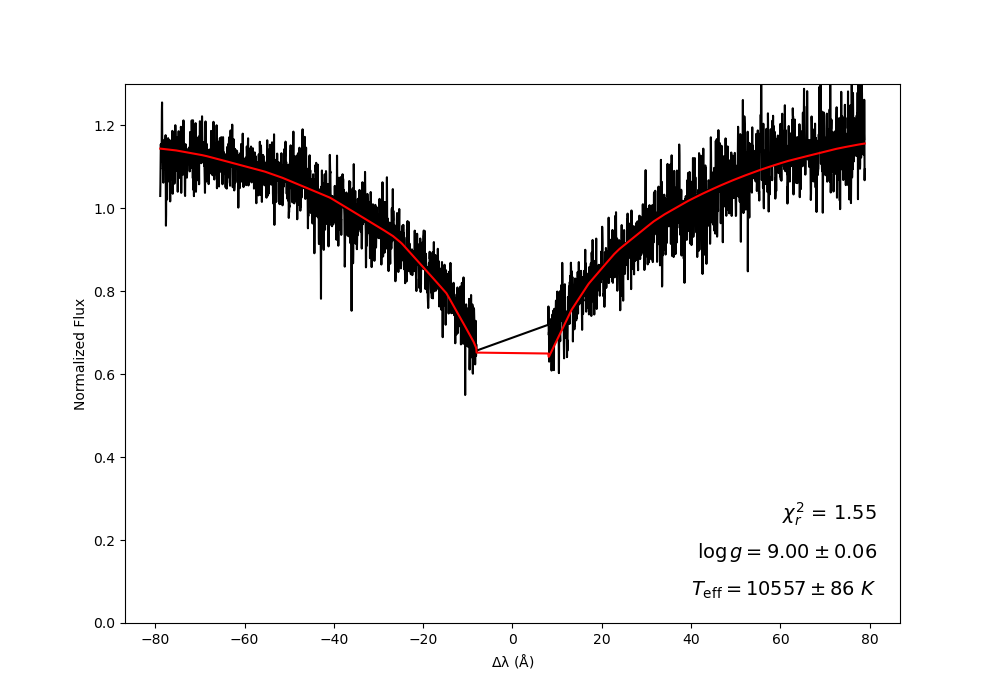 1.2
1.0
0.8
0.6
0.4
0.2
0.0
Normalized Flux
χ²ᵣ = 1.55
log g = 9.00 ± 0.06
T_eff = 10557 ± 86 K
−80 −60 −40 −20 0 20 40 60 80
Δλ (Å)